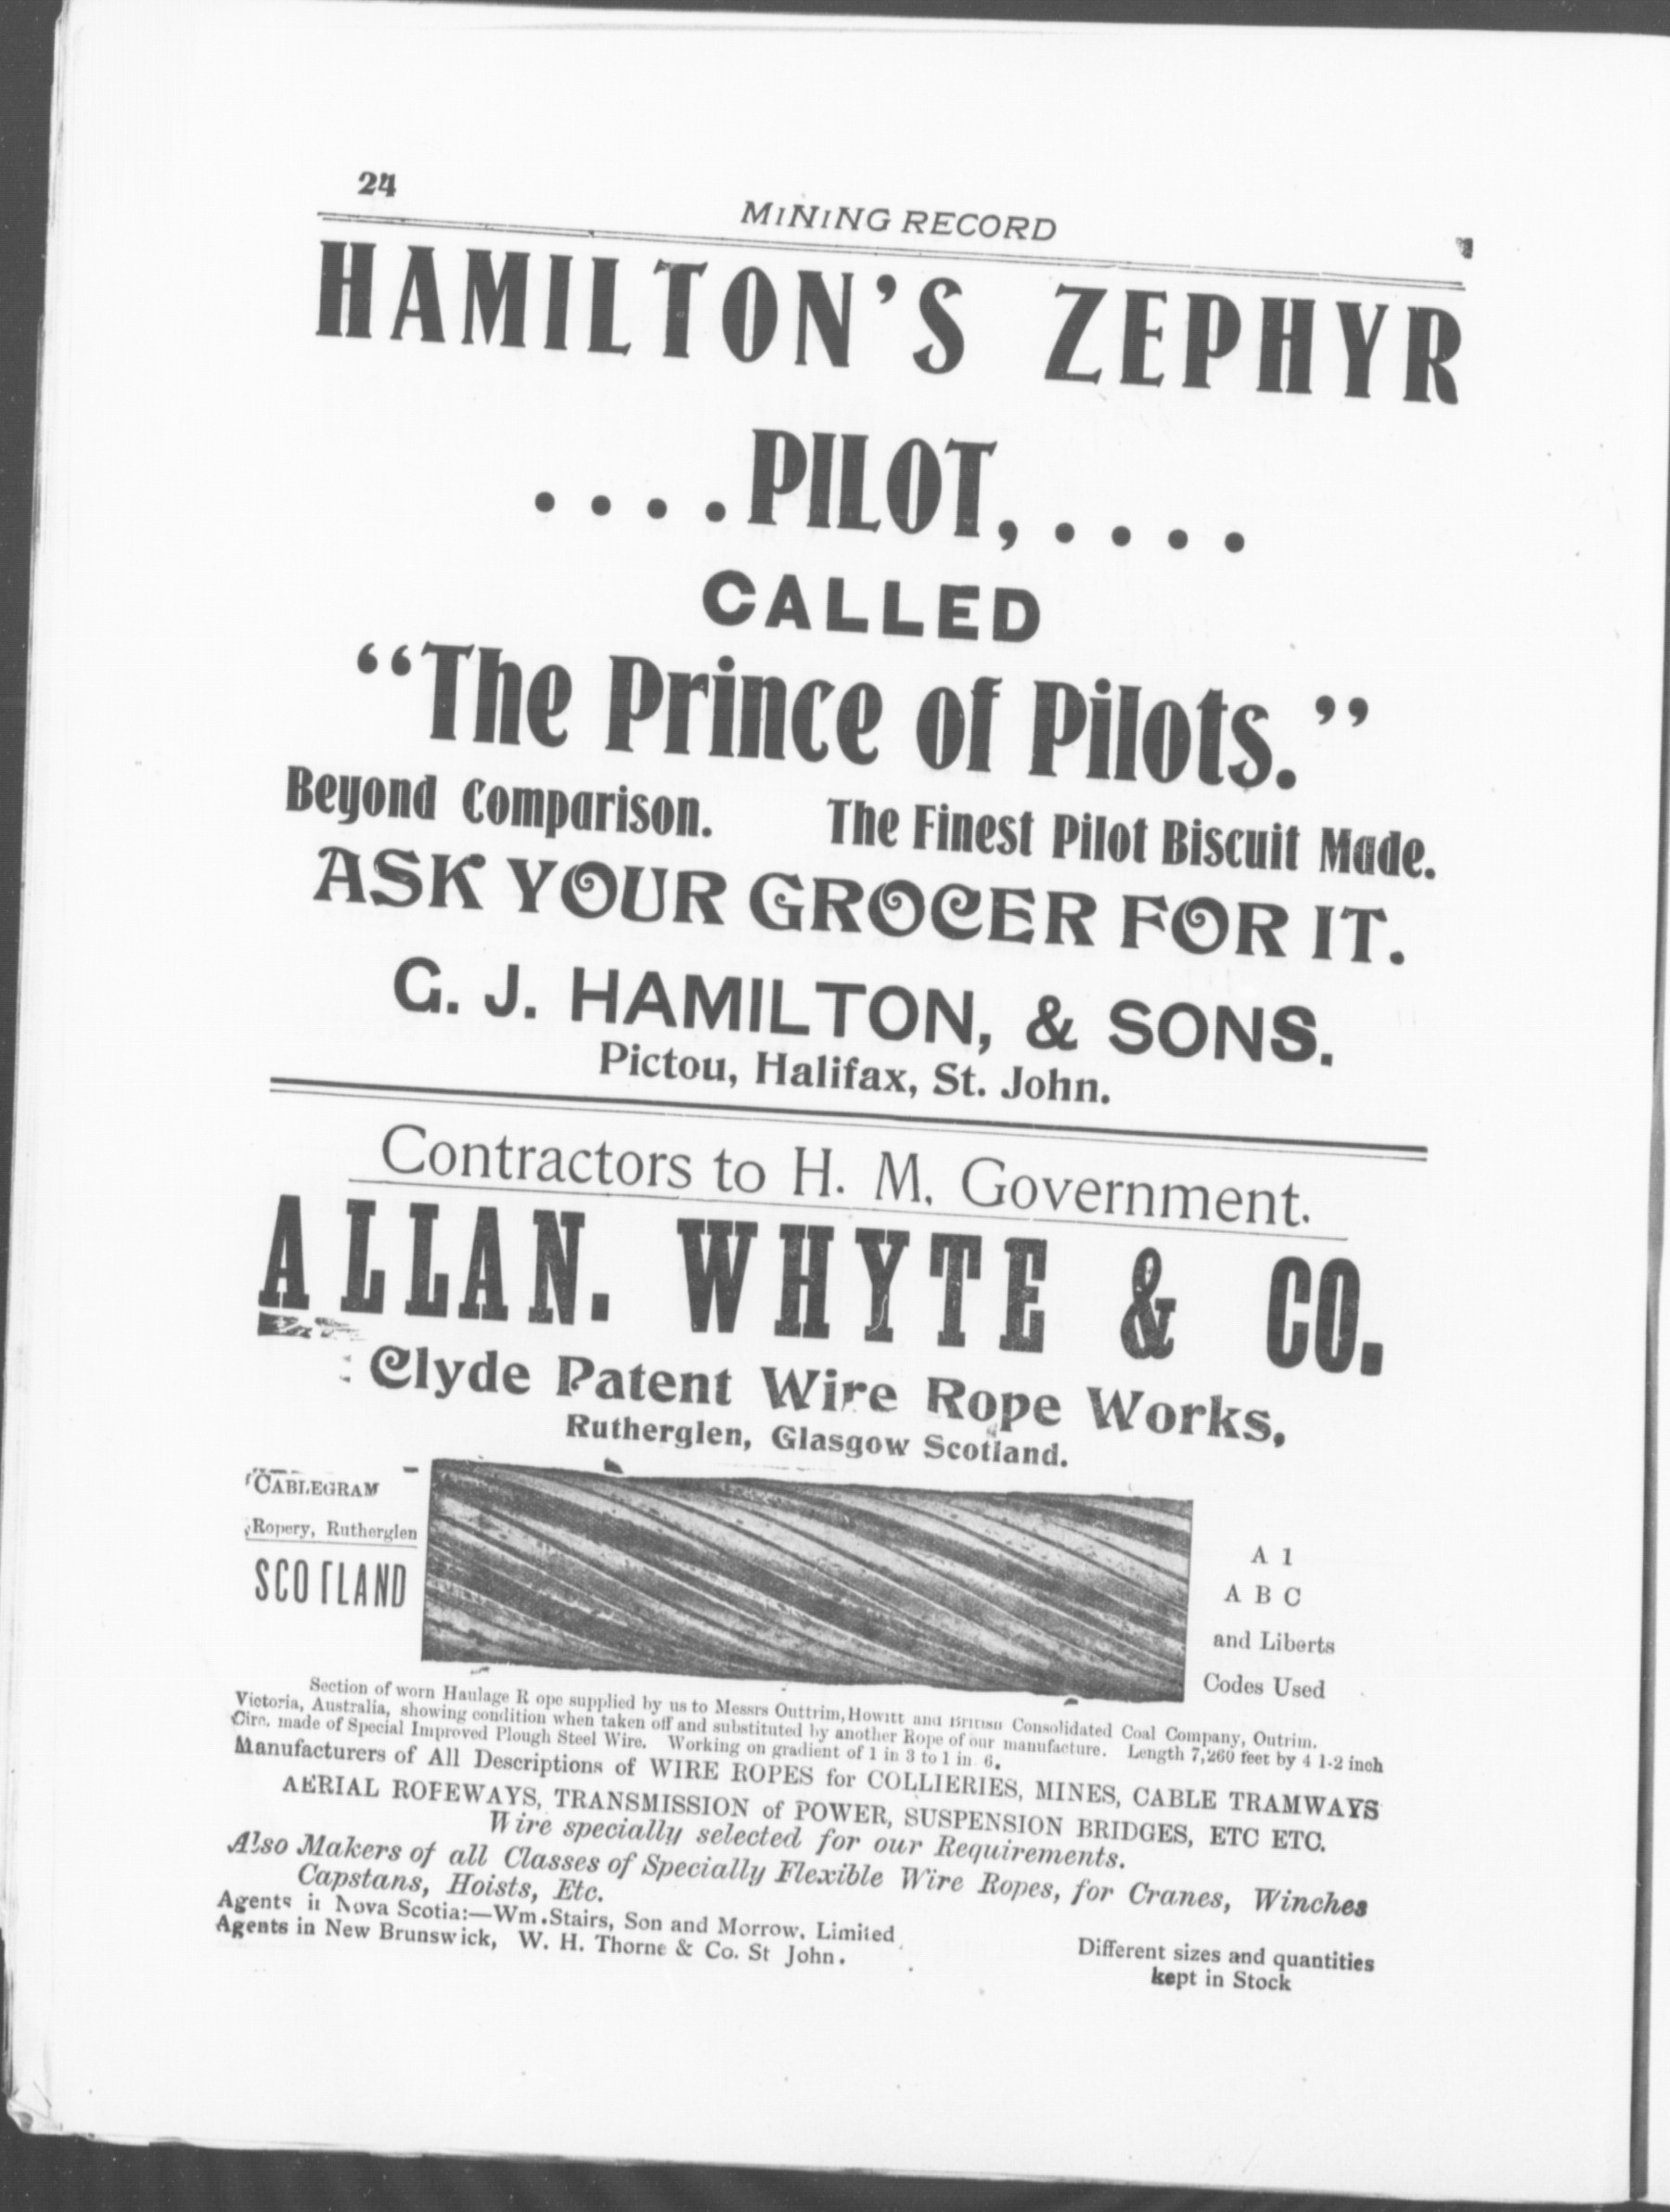 24
MINING RECORD
HAMILTON'S ZEPHYR
....PILOT,....
CALLED
"The Prince of Pilots."
Beyond Comparison. The Finest Pilot Biscuit Made.
ASK YOUR GROCER FOR IT.
G. J. HAMILTON, & SONS.
Pictou, Halifax, St. John.
Contractors to H. M. Government.
ALLAN. WHYTE & CO.
Clyde Patent Wire Rope Works,
Rutherglen, Glasgow Scotland.
CABLEGRAM
Ropery, Rutherglen
SCOTLAND
A 1
A B C
and Liberts
Codes Used
Section of worn Haulage R ope supplied by us to Messrs Outtrim, Howitt and British Consolidated Coal Company, Outrim.
Victoria, Australia, showing condition when taken off and substituted by another Rope of our manufacture. Length 7,260 feet by 4 1-2 inch
Circ. made of Special Improved Plough Steel Wire. Working on gradient of 1 in 3 to 1 in 6.
Manufacturers of All Descriptions of WIRE ROPES for COLLIERIES, MINES, CABLE TRAMWAYS
AERIAL ROPEWAYS, TRANSMISSION of POWER, SUSPENSION BRIDGES, ETC ETC.
Wire specially selected for our Requirements.
Also Makers of all Classes of Specially Flexible Wire Ropes, for Cranes, Winches
Capstans, Hoists, Etc.
Agents in Nova Scotia:—Wm. Stairs, Son and Morrow, Limited
Agents in New Brunswick, W. H. Thorne & Co. St John.
Different sizes and quantities
kept in Stock